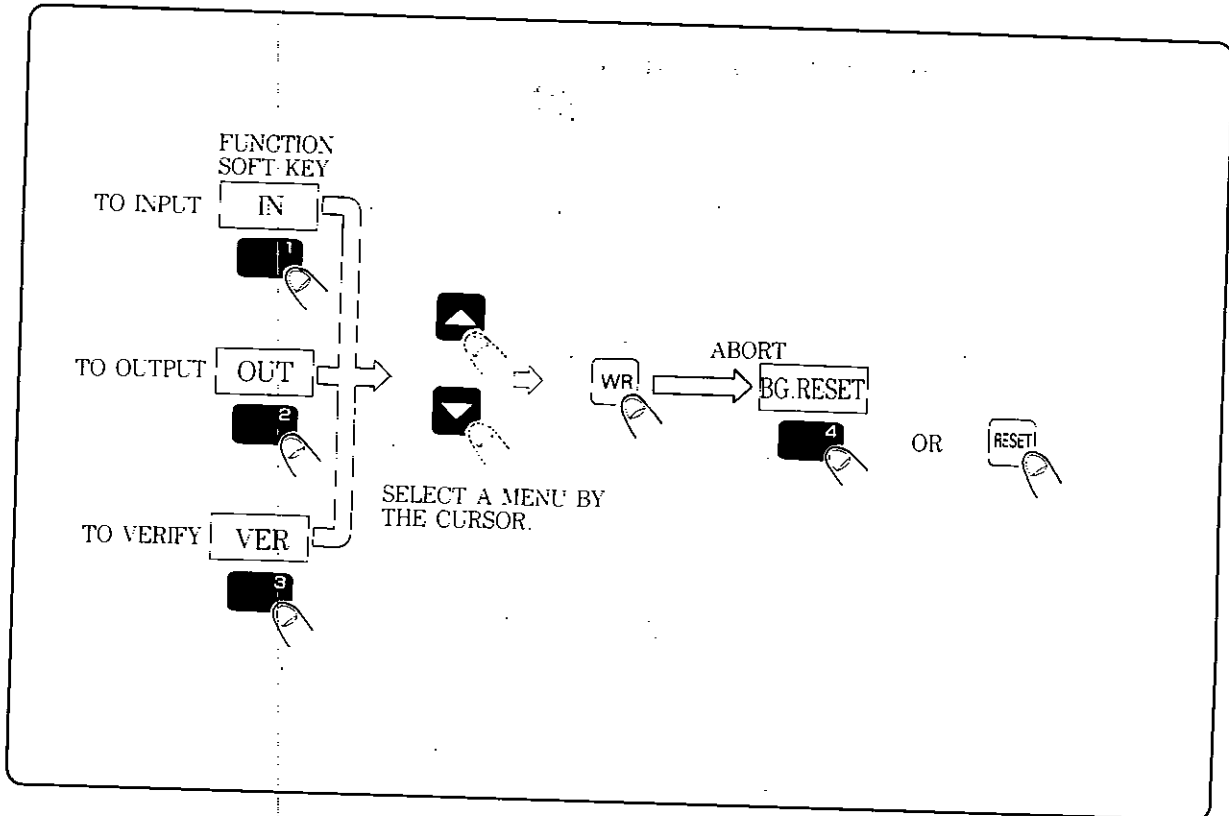 FUNCTION
SOFT KEY
TO INPUT
IN
1
TO OUTPUT
OUT
2
SELECT A MENU BY
THE CURSOR.
WR
ABORT
BG.RESET
4
OR
RESET
TO VERIFY
VER
3